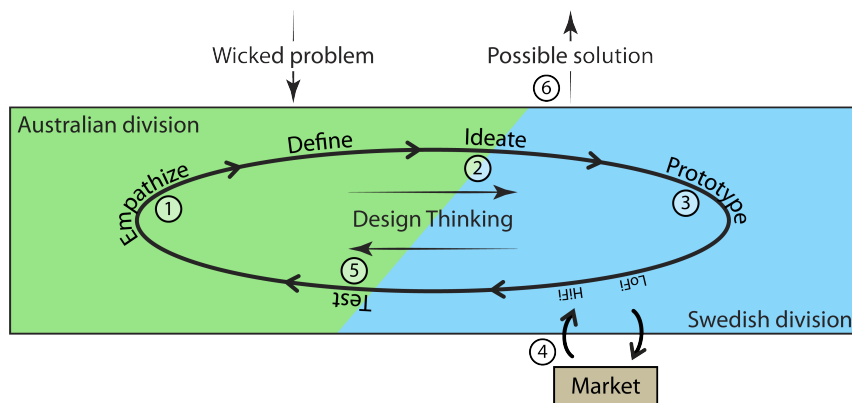 Wicked problem
Possible solution
6
Australian division
Define
Ideate
Empathize
2
Prototype
1
3
Design Thinking
5
Test
HiFi
LoFi
Swedish division
4
Market